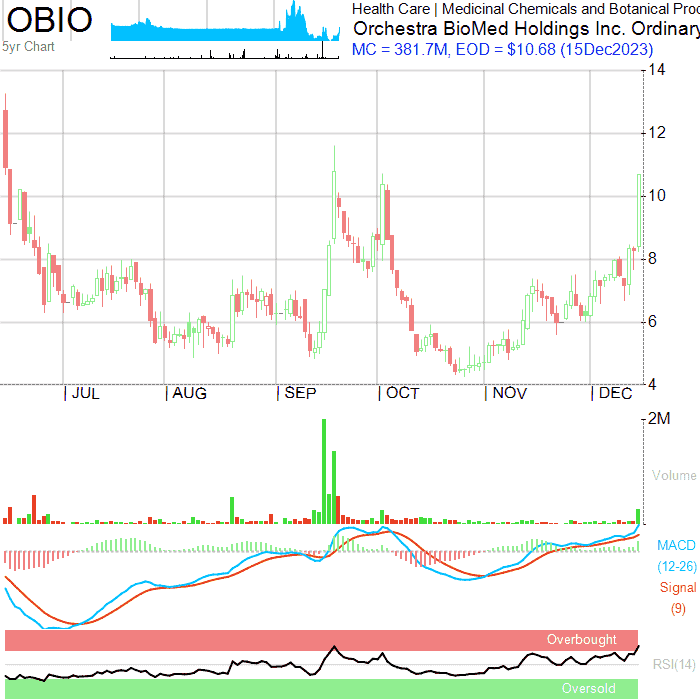 OBIO
5yr Chart
Health Care | Medicinal Chemicals and Botanical Proc
Orchestra BioMed Holdings Inc. Ordinary
MC = 381.7M, EOD = $10.68 (15Dec2023)
14
12
10
8
6
4
| JUL | AUG | SEP | OCT | NOV | DEC
2M
Volume
MACD
(12-26)
Signal
(9)
Overbought
RSI(14)
Oversold